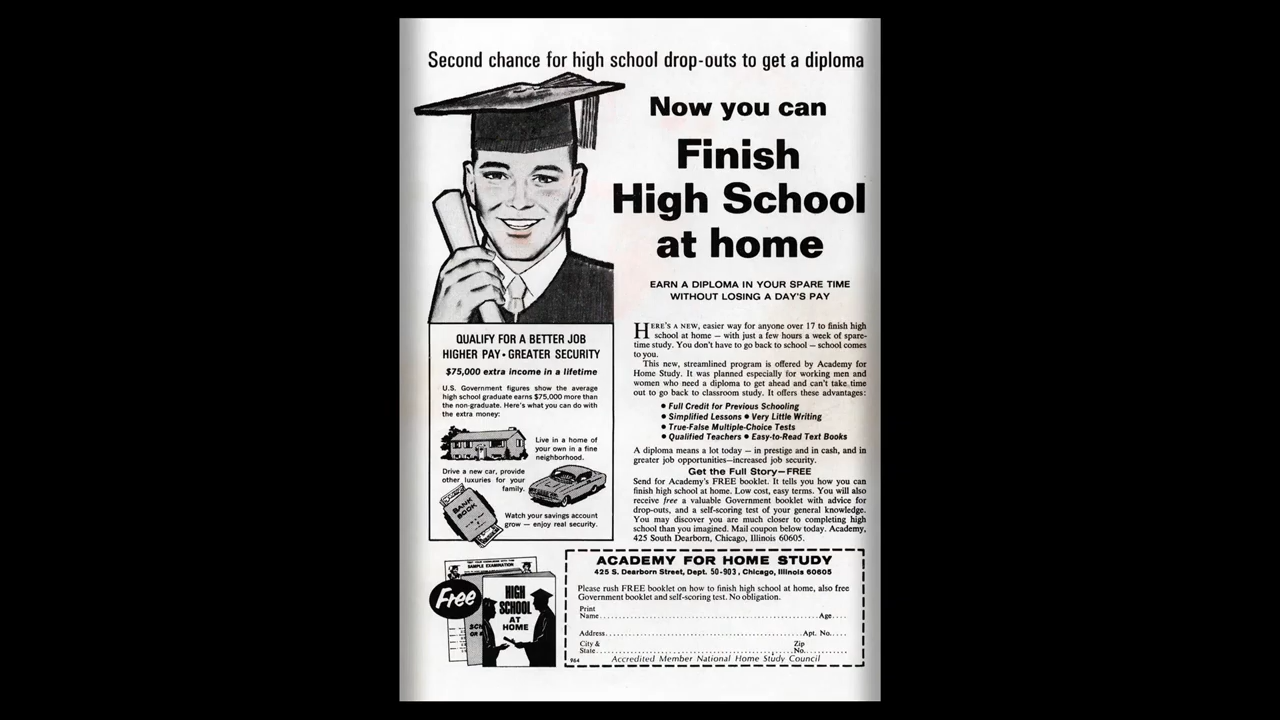 Second chance for high school drop-outs to get a diploma
Now you can
Finish
High School
at home
EARN A DIPLOMA IN YOUR SPARE TIME
WITHOUT LOSING A DAY'S PAY
QUALIFY FOR A BETTER JOB
HIGHER PAY • GREATER SECURITY
$75,000 extra income in a lifetime
U.S. Government figures show the average
high school graduate earns $75,000 more than
the non-graduate. Here's what you can do with
the extra money:
Live in a home of
your own in a fine
neighborhood.
Drive a new car, provide
other luxuries for your
family.
BANK
BOOK
Watch your savings account
grow — enjoy real security.
HERE'S A NEW, easier way for anyone over 17 to finish high
school at home — with just a few hours a week of spare-
time study. You don't have to go back to school — school comes
to you.
This new, streamlined program is offered by Academy for
Home Study. It was planned especially for working men and
women who need a diploma to get ahead and can't take time
out to go back to classroom study. It offers these advantages:
• Full Credit for Previous Schooling
• Simplified Lessons • Very Little Writing
• True-False Multiple-Choice Tests
• Qualified Teachers • Easy-to-Read Text Books
A diploma means a lot today — in prestige and in cash, and in
greater job opportunities—increased job security.
Get the Full Story—FREE
Send for Academy's FREE booklet. It tells you how you can
finish high school at home. Low cost, easy terms. You will also
receive free a valuable Government booklet with advice for
drop-outs, and a self-scoring test of your general knowledge.
You may discover you are much closer to completing high
school than you imagined. Mail coupon below today. Academy,
425 South Dearborn, Chicago, Illinois 60605.
SAMPLE EXAMINATION
Free
HIGH
SCHOOL
AT
HOME
ACADEMY FOR HOME STUDY
425 S. Dearborn Street, Dept. 50-903, Chicago, Illinois 60605
Please rush FREE booklet on how to finish high school at home, also free
Government booklet and self-scoring test. No obligation.
Print
Name..........Age....
Address..........Apt. No.....
City & Zip
State..........No..........
964 Accredited Member National Home Study Council